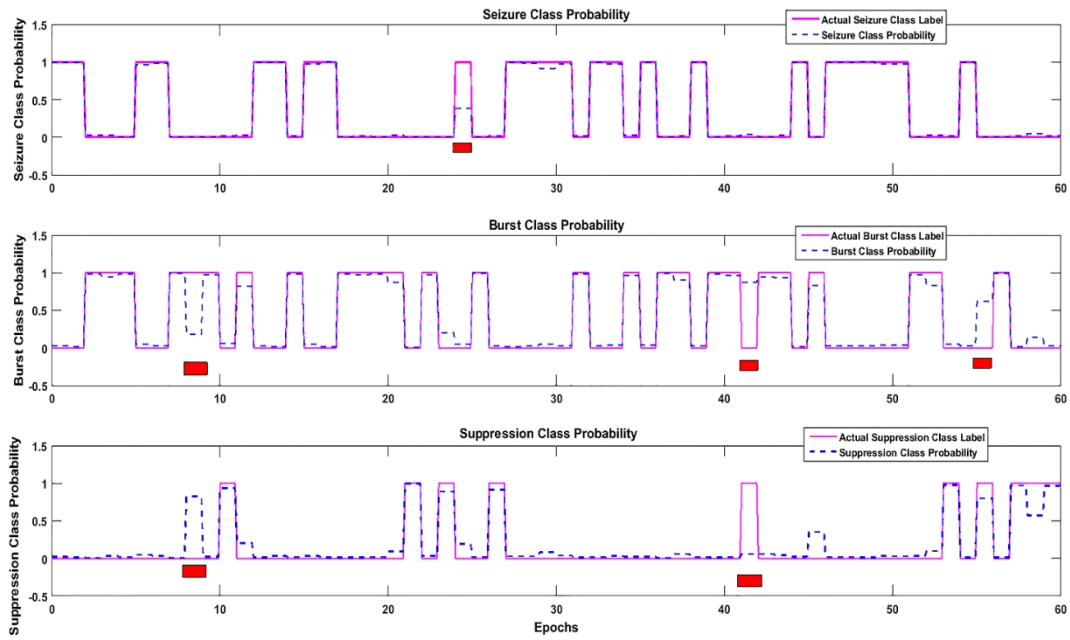 Seizure Class Probability
Seizure Class Probability
Actual Seizure Class Label
Seizure Class Probability
1.5
1
0.5
0
-0.5
0 10 20 30 40 50 60
Burst Class Probability
Burst Class Probability
Actual Burst Class Label
Burst Class Probability
1.5
1
0.5
0
-0.5
0 10 20 30 40 50 60
Suppression Class Probability
Suppression Class Probability
Actual Suppression Class Label
Suppression Class Probability
1.5
1
0.5
0
-0.5
0 10 20 30 40 50 60
Epochs